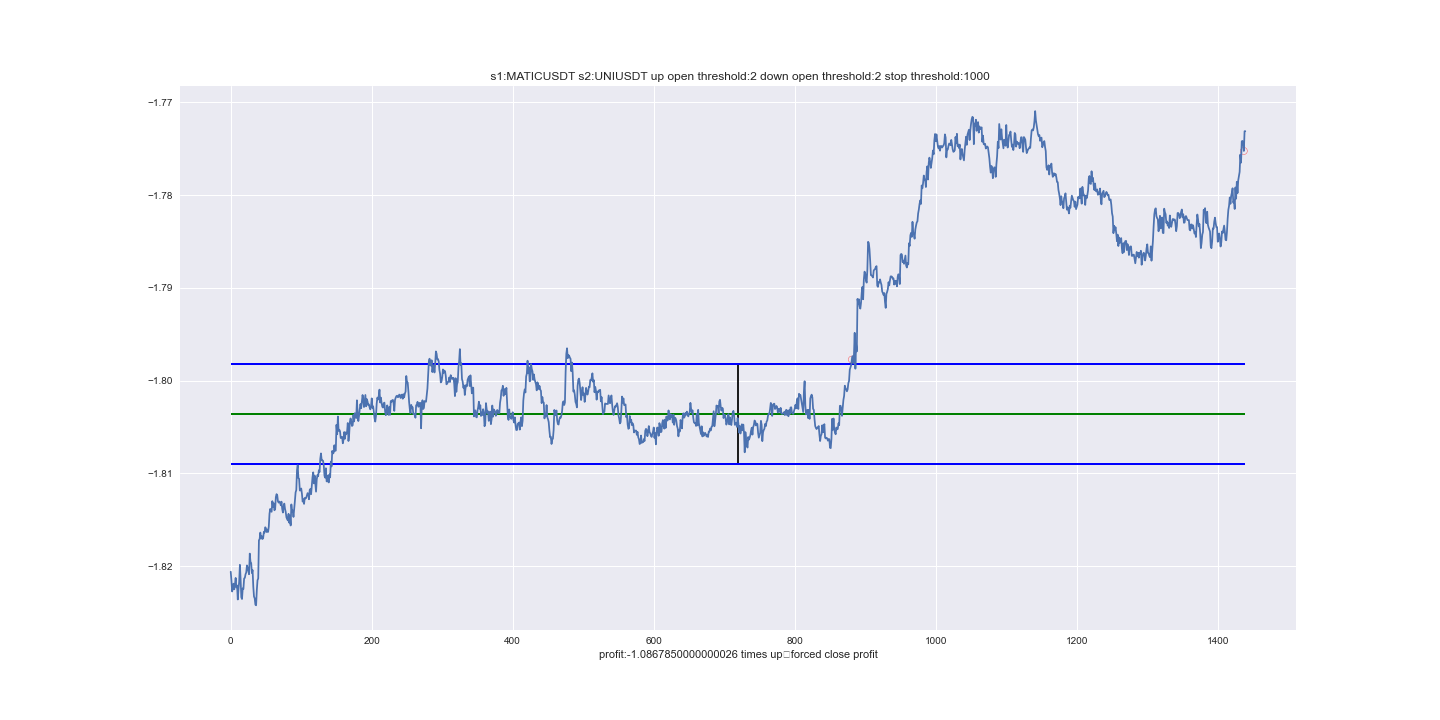 s1:MATICUSDT s2:UNIUSDT up open threshold:2 down open threshold:2 stop threshold:1000
−1.77
−1.78
−1.79
−1.80
−1.81
−1.82
0 200 400 600 800 1000 1200 1400
profit:-1.0867850000000026 times up□forced close profit